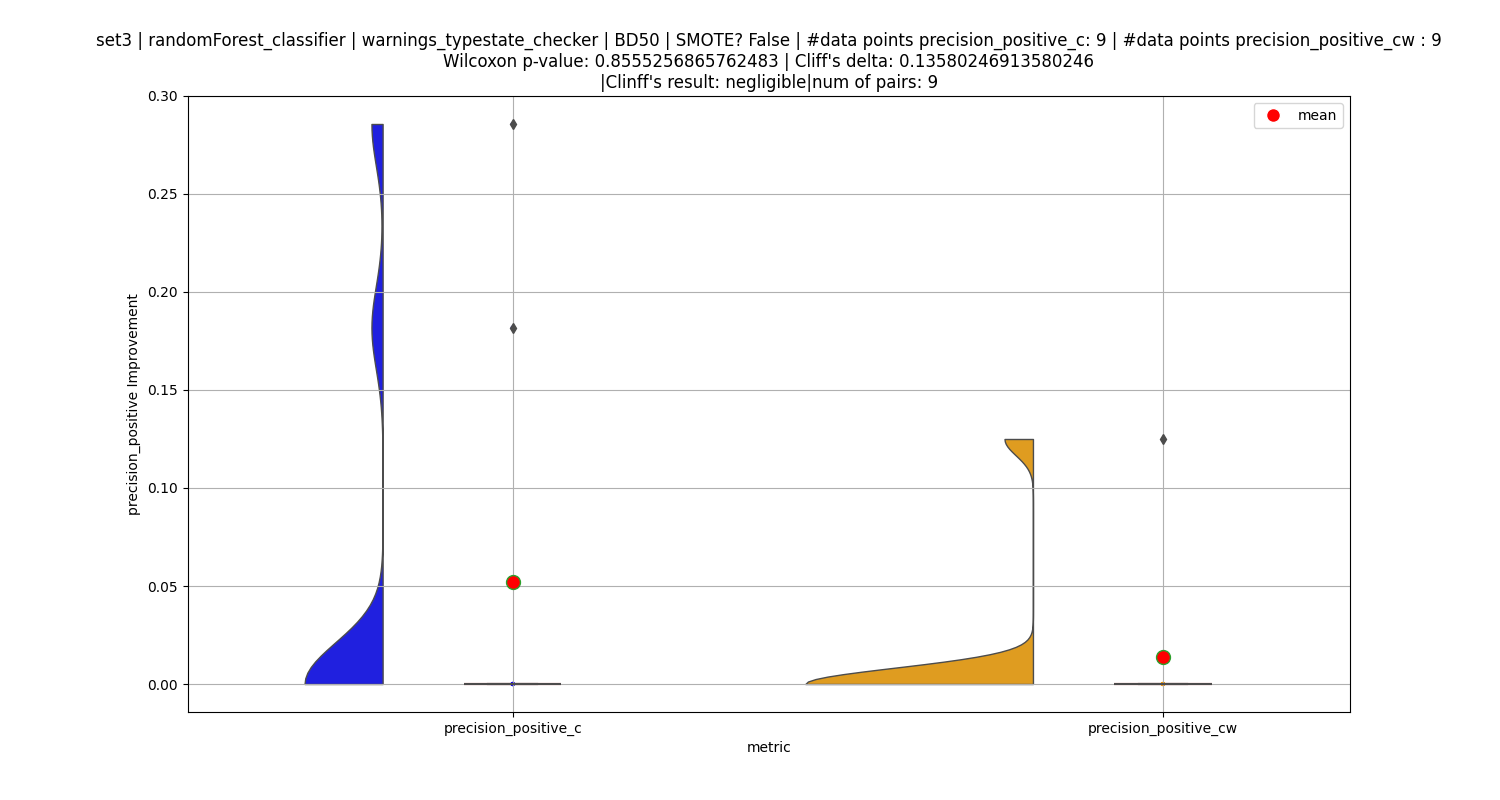 set3 | randomForest_classifier | warnings_typestate_checker | BD50 | SMOTE? False | #data points precision_positive_c: 9 | #data points precision_positive_cw : 9
Wilcoxon p-value: 0.8555256865762483 | Cliff's delta: 0.13580246913580246
|Clinff's result: negligible|num of pairs: 9
mean
precision_positive Improvement
0.30
0.25
0.20
0.15
0.10
0.05
0.00
precision_positive_c
precision_positive_cw
metric